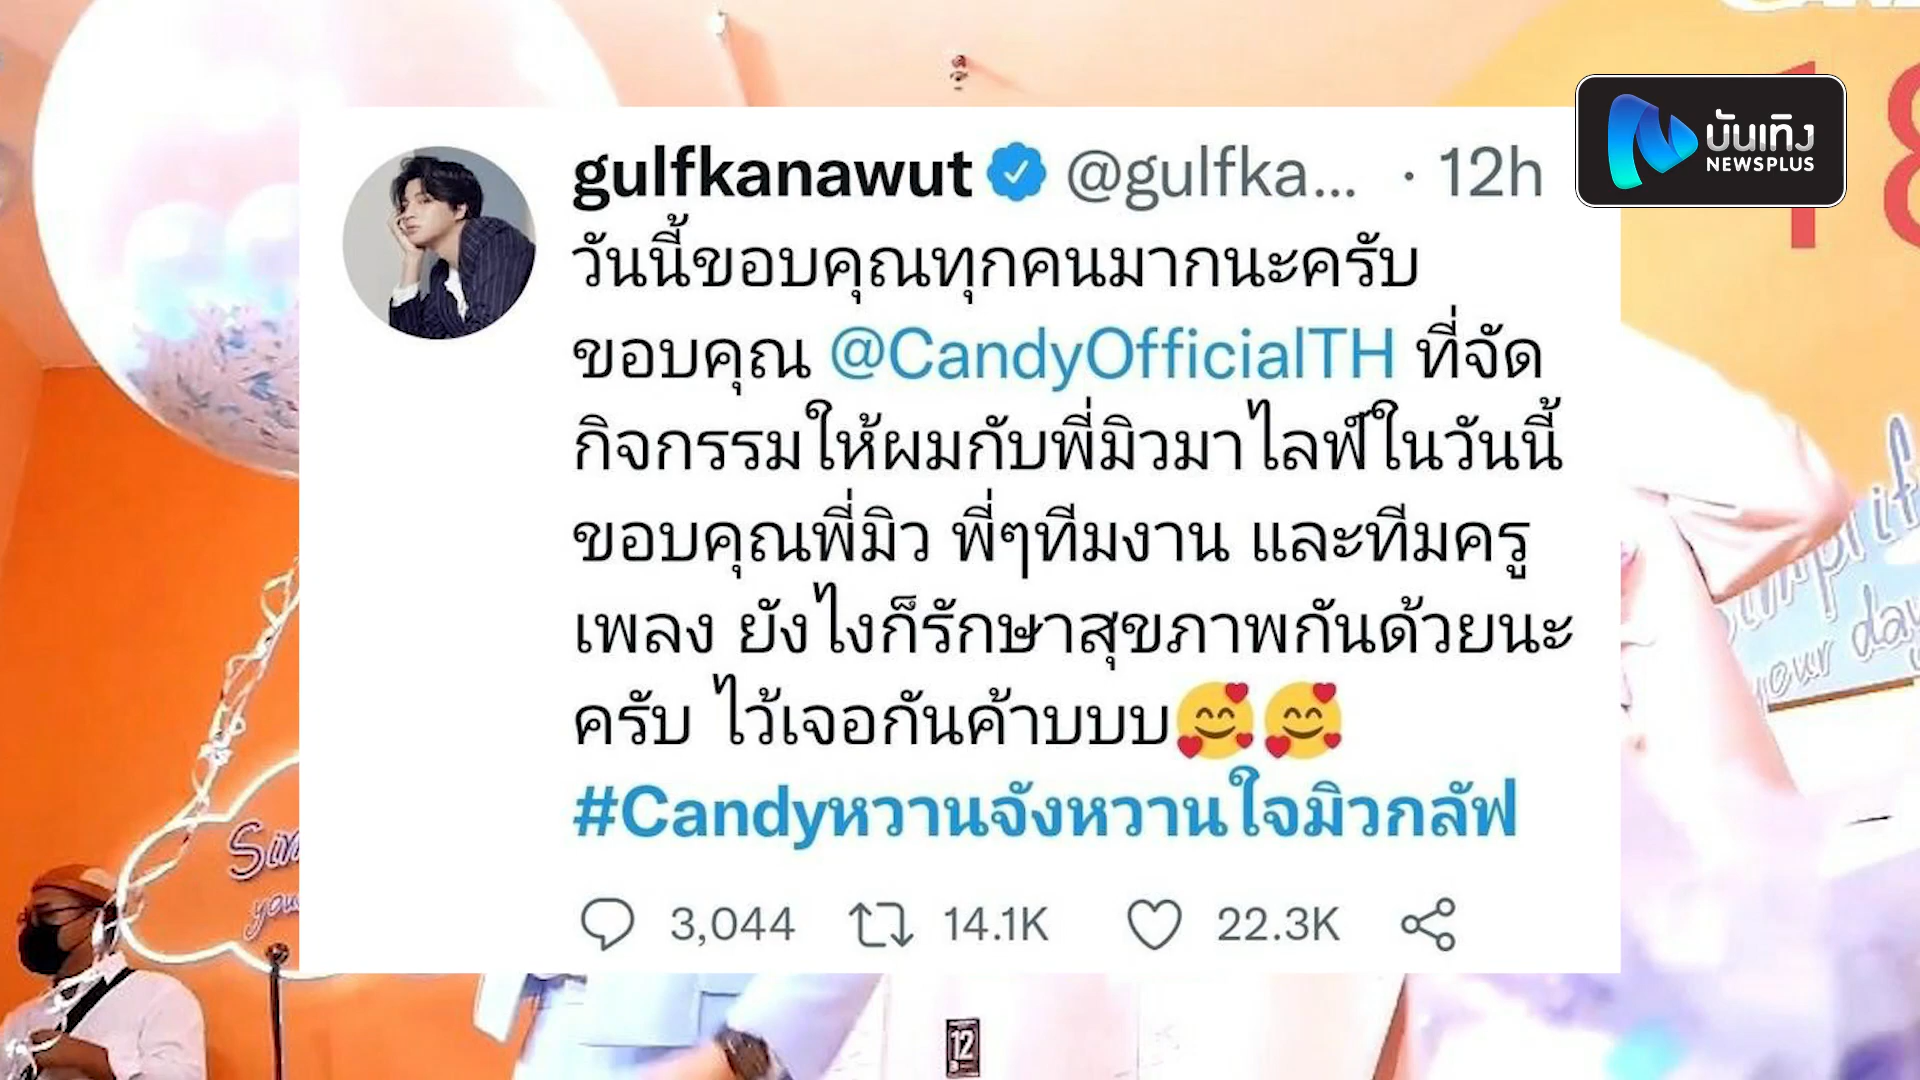 บันเทิง
NEWSPLUS
18
gulfkanawut @gulfka... · 12h
วันนี้ขอบคุณทุกคนมากนะครับ
ขอบคุณ @CandyOfficialTH ที่จัด
กิจกรรมให้ผมกับพี่มิวมาไลฟ์ในวันนี้
ขอบคุณพี่มิว พี่ๆทีมงาน และทีมครู
เพลง ยังไงก็รักษาสุขภาพกันด้วยนะ
ครับ ไว้เจอกันค้าบบบ🥰🥰
#Candyหวานจังหวานใจมิวกลัฟ
3,044 14.1K 22.3K
Simplif
your day
Sim
you
12